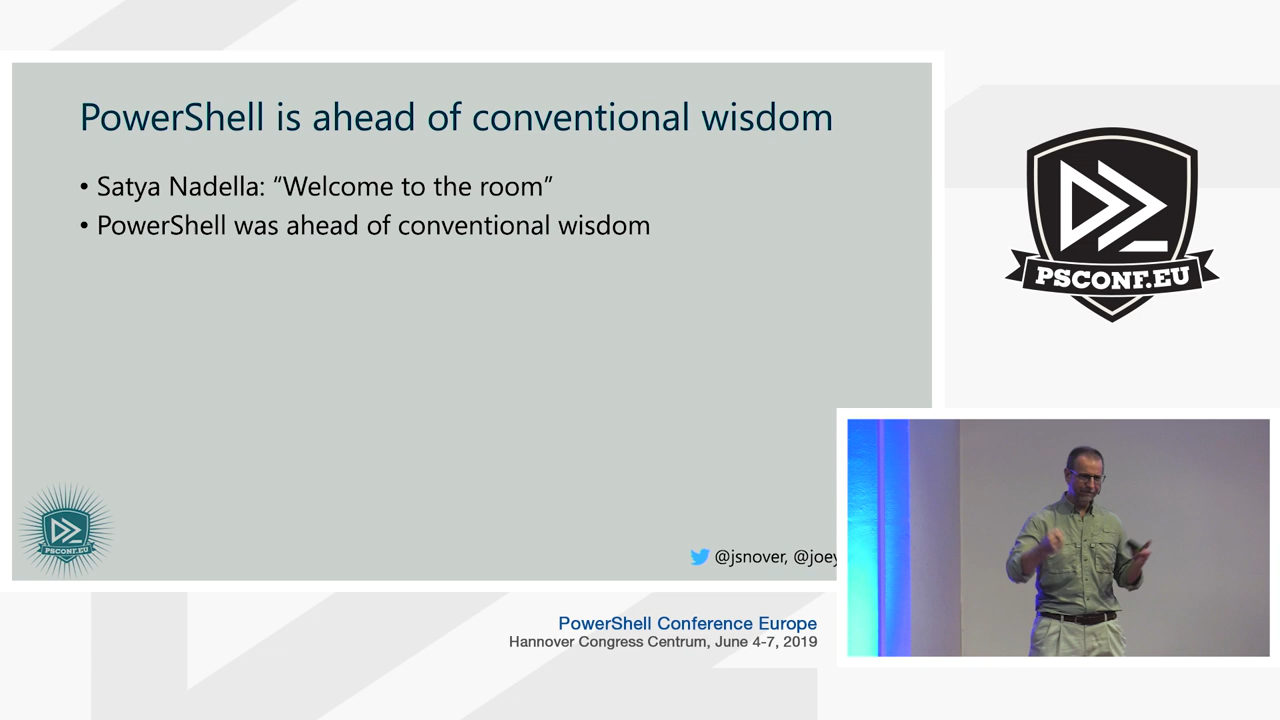 PowerShell is ahead of conventional wisdom
• Satya Nadella: “Welcome to the room”
• PowerShell was ahead of conventional wisdom
PSCONF.EU
PSCONF.EU
@jsnover, @joey
PowerShell Conference Europe
Hannover Congress Centrum, June 4-7, 2019